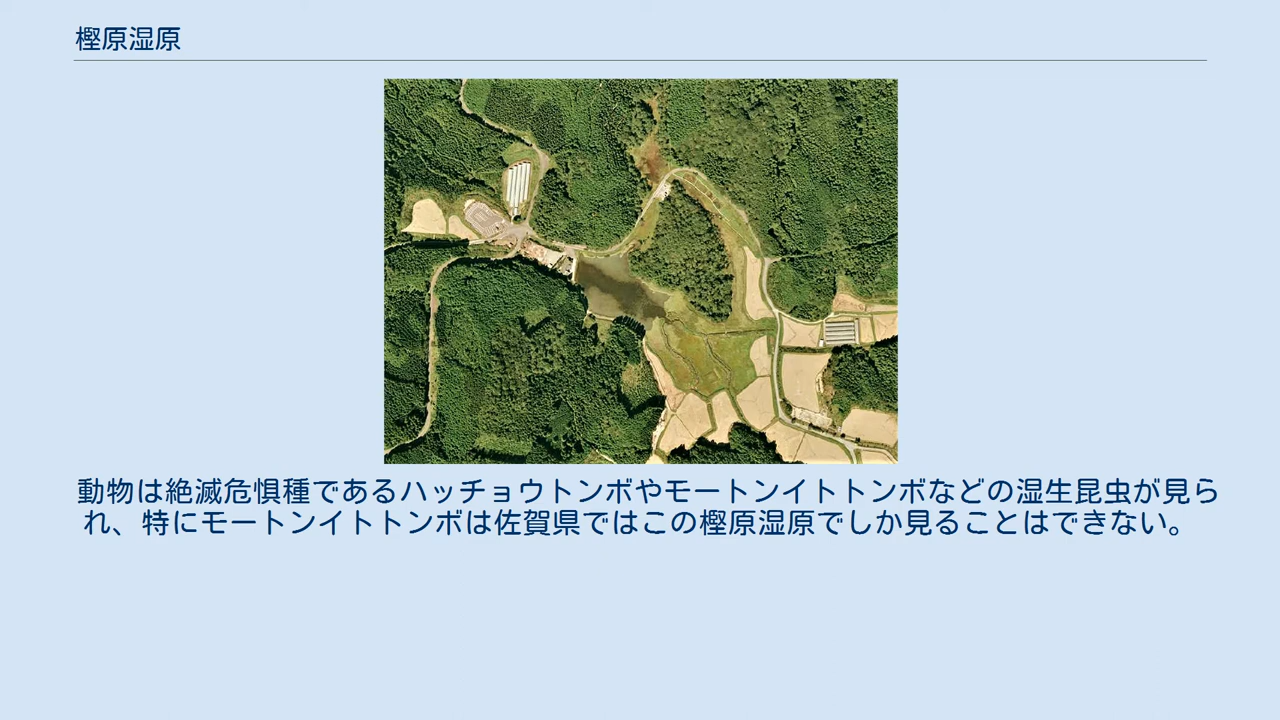 樫原湿原
動物は絶滅危惧種であるハッチョウトンボやモートンイトトンボなどの湿生昆虫が見ら
れ、特にモートンイトトンボは佐賀県ではこの樫原湿原でしか見ることはできない。